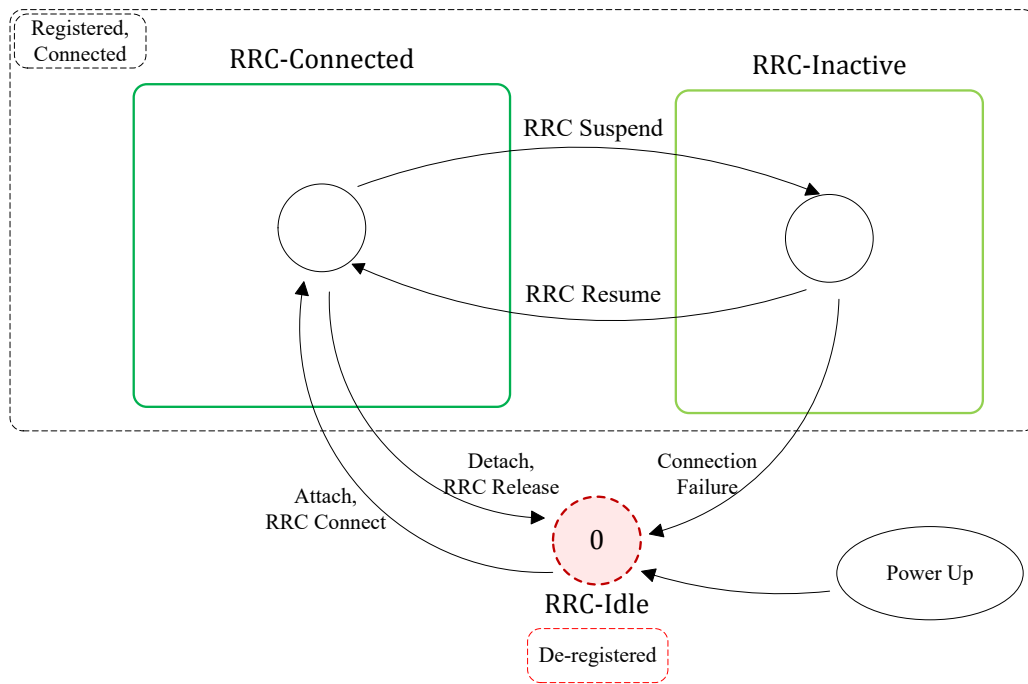 Registered,
Connected
RRC-Connected
RRC-Inactive
RRC Suspend
RRC Resume
Detach,
RRC Release
Connection
Failure
Attach,
RRC Connect
0
Power Up
RRC-Idle
De-registered